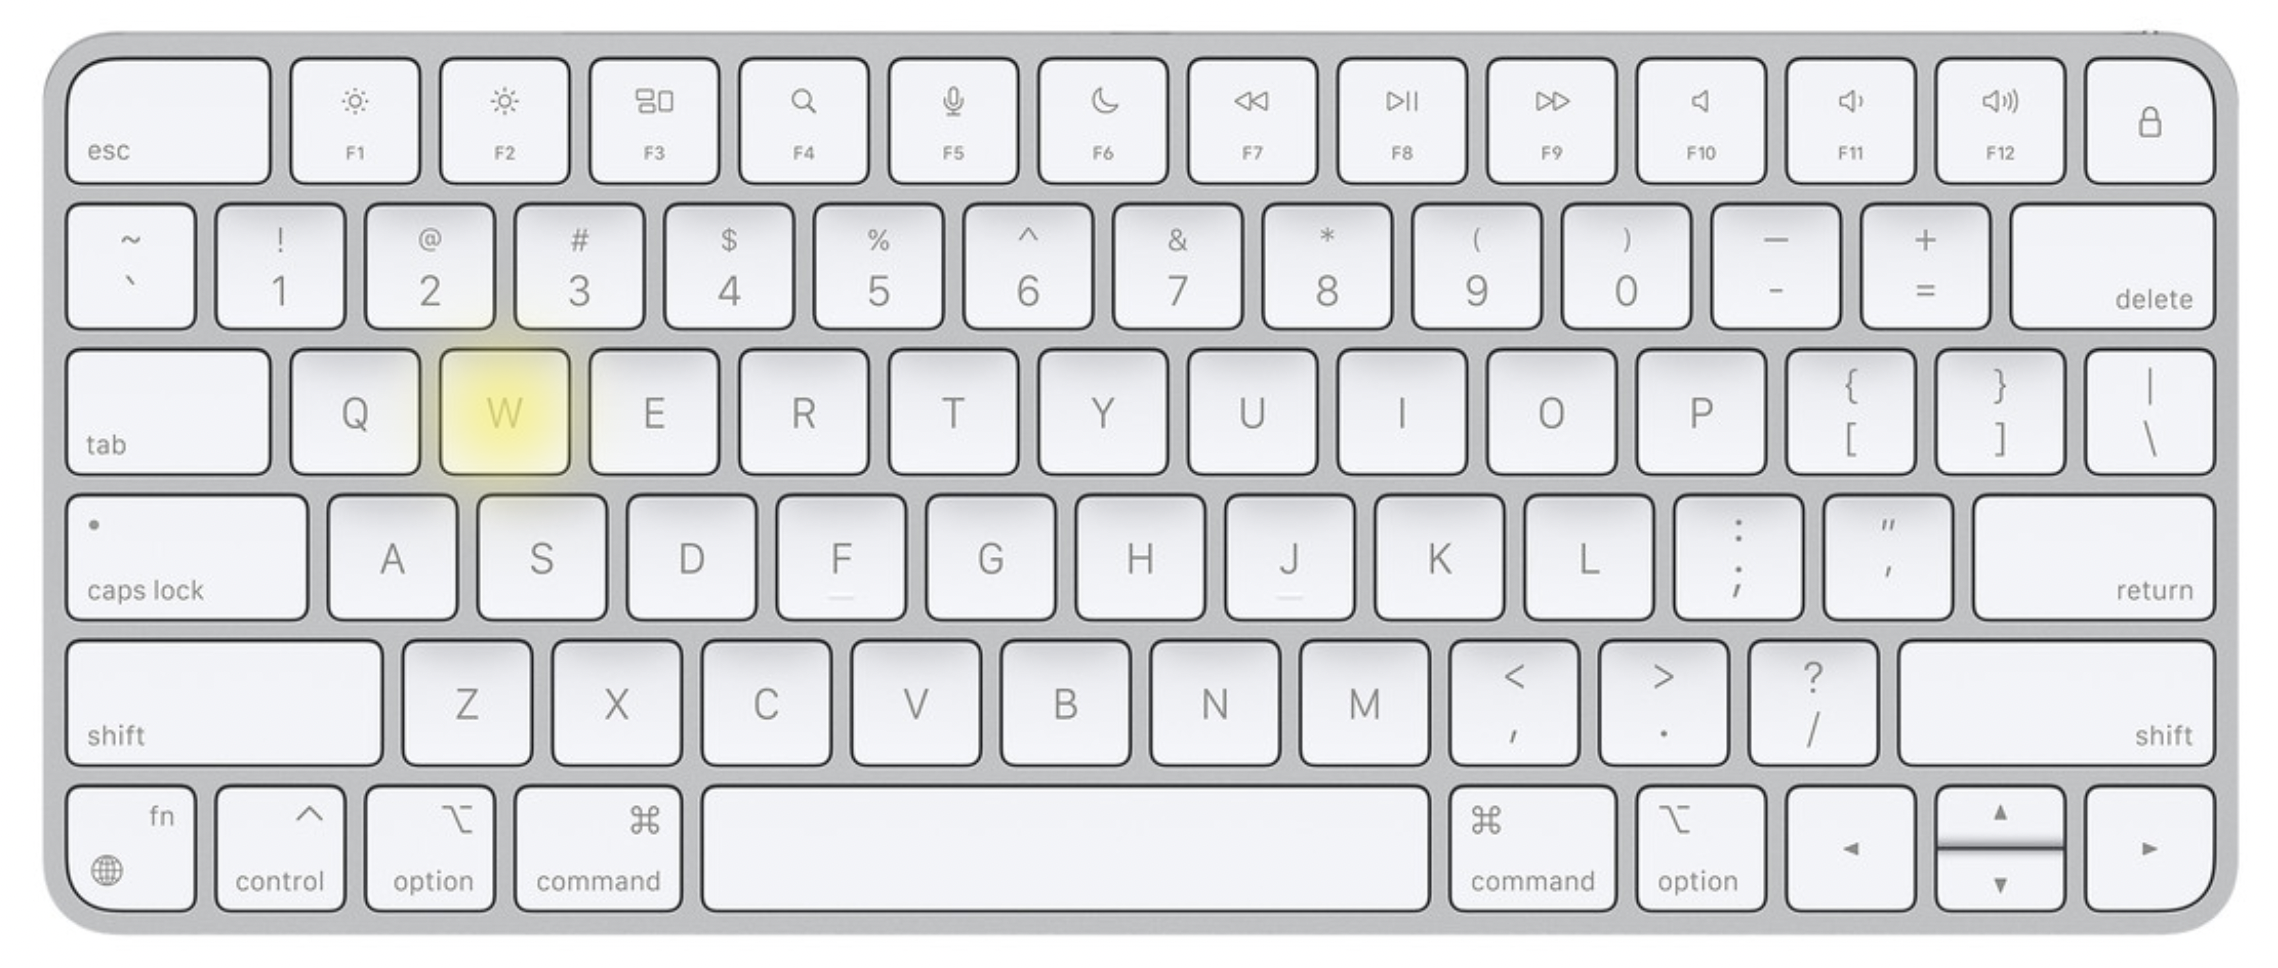 esc F1 F2 F3 F4 F5 F6 F7 F8 F9 F10 F11 F12
~ ! @ # $ % ^ & * ( ) — +
` 1 2 3 4 5 6 7 8 9 0 - = delete
tab Q W E R T Y U I O P { [ } ] | \
caps lock A S D F G H J K L : ; " ' return
shift Z X C V B N M < , > . ? / shift
fn ^ ⌥ ⌘ ⌘ ⌥ ▲
control option command command option ◀ ▼ ▶